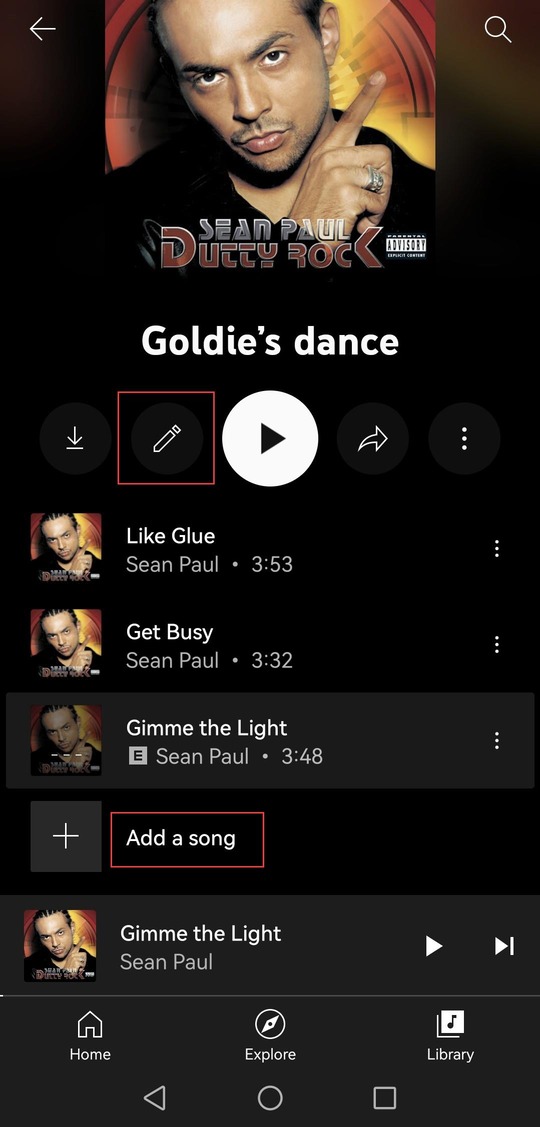 SEAN PAUL
DUTTY ROCK
PARENTAL
ADVISORY
EXPLICIT CONTENT
Goldie’s dance
Like Glue
Sean Paul • 3:53
Get Busy
Sean Paul • 3:32
Gimme the Light
E Sean Paul • 3:48
Add a song
Gimme the Light
Sean Paul
Home
Explore
Library